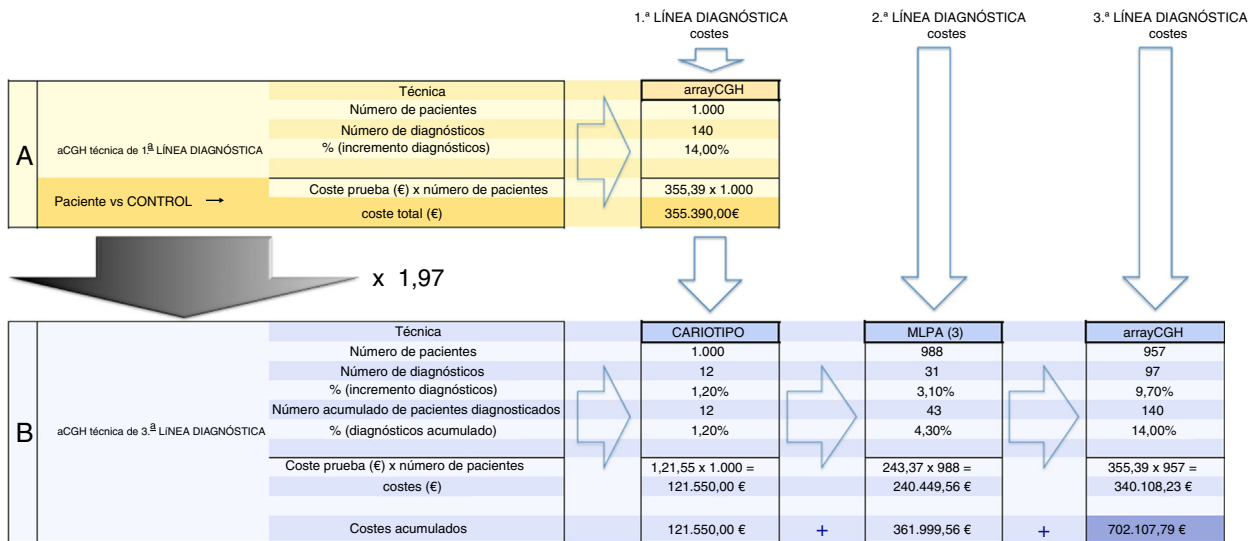 1.ª LÍNEA DIAGNÓSTICA 2.ª LÍNEA DIAGNÓSTICA 3.ª LÍNEA DIAGNÓSTICA
costes costes costes
Técnica arrayCGH
Número de pacientes 1.000
Número de diagnósticos 140
A aCGH técnica de 1.ª LÍNEA DIAGNÓSTICA % (incremento diagnósticos) 14,00%
Paciente vs CONTROL → Coste prueba (€) x número de pacientes 355,39 x 1.000
coste total (€) 355.390,00€
x 1,97
Técnica CARIOTIPO MLPA (3) arrayCGH
Número de pacientes 1.000 988 957
Número de diagnósticos 12 31 97
% (incremento diagnósticos) 1,20% 3,10% 9,70%
Número acumulado de pacientes diagnosticados 12 43 140
B aCGH técnica de 3.ª LíNEA DIAGNÓSTICA % (diagnósticos acumulado) 1,20% 4,30% 14,00%
Coste prueba (€) x número de pacientes 1,21,55 x 1.000 = 243,37 x 988 = 355,39 x 957 =
costes (€) 121.550,00 € 240.449,56 € 340.108,23 €
Costes acumulados 121.550,00 € + 361.999,56 € + 702.107,79 €